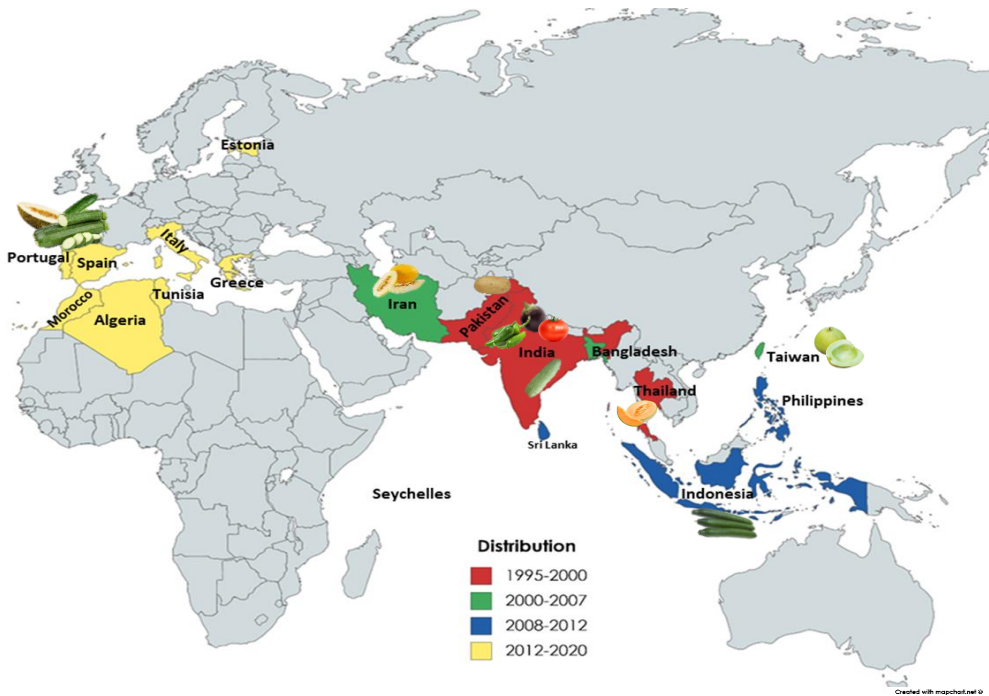 Estonia
Italy
Portugal
Spain
Greece
Tunisia
Morocco
Algeria
Iran
Pakistan
India
Bangladesh
Taiwan
Thailand
Philippines
Sri Lanka
Seychelles
Indonesia
Distribution
1995-2000
2000-2007
2008-2012
2012-2020
Created with mapchart.net ©